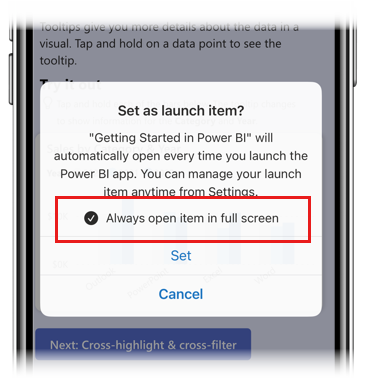 Tooltips give you more details about the data in a
visual. Tap and hold on a data point to see the
tooltip.
Try it out
Set as launch item?
"Getting Started in Power BI" will
automatically open every time you launch the
Power BI app. You can manage your launch
item anytime from Settings.
Always open item in full screen
Set
Cancel
Next: Cross-highlight & cross-filter